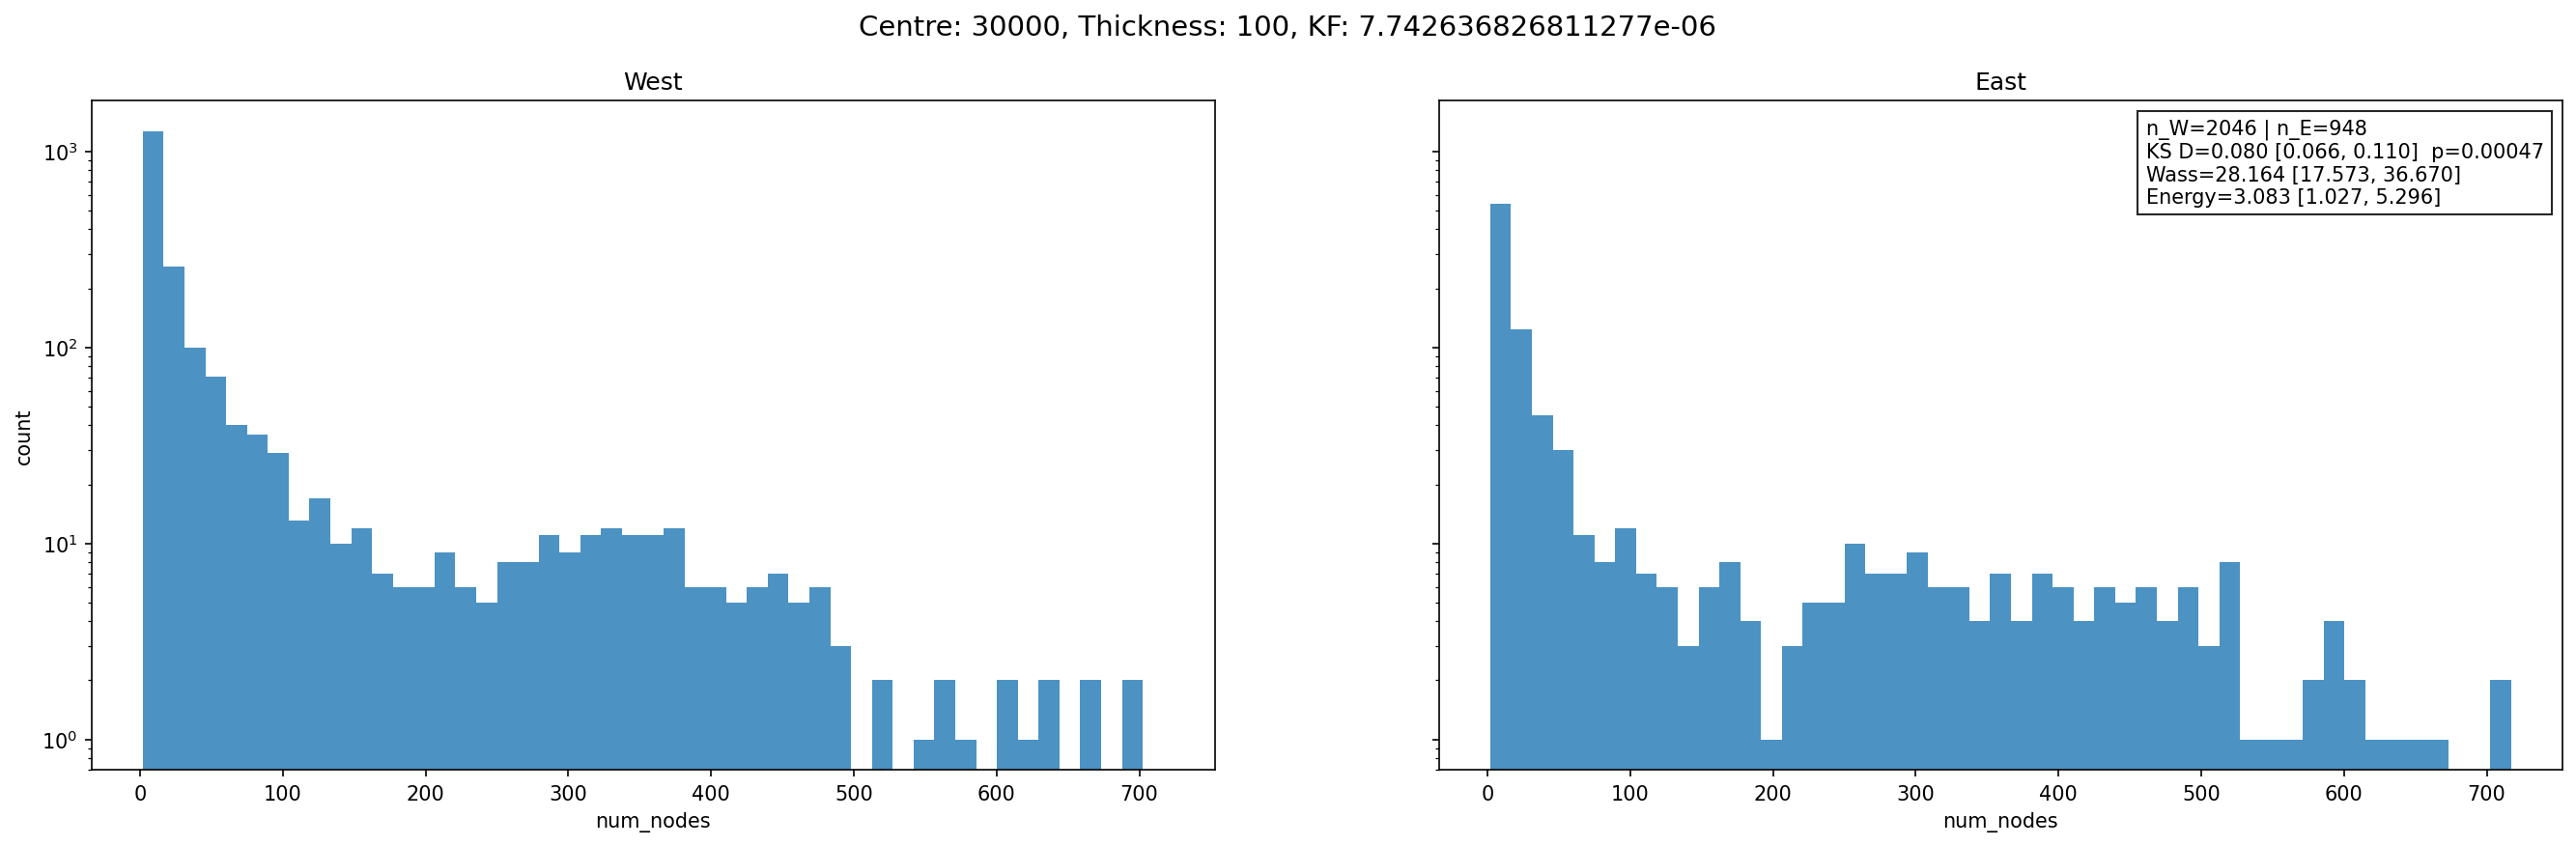 Centre: 30000, Thickness: 100, KF: 7.742636826811277e-06
West
East
n_W=2046 | n_E=948
KS D=0.080 [0.066, 0.110]  p=0.00047
Wass=28.164 [17.573, 36.670]
Energy=3.083 [1.027, 5.296]
count
10³
10²
10¹
10⁰
0 100 200 300 400 500 600 700
num_nodes
0 100 200 300 400 500 600 700
num_nodes